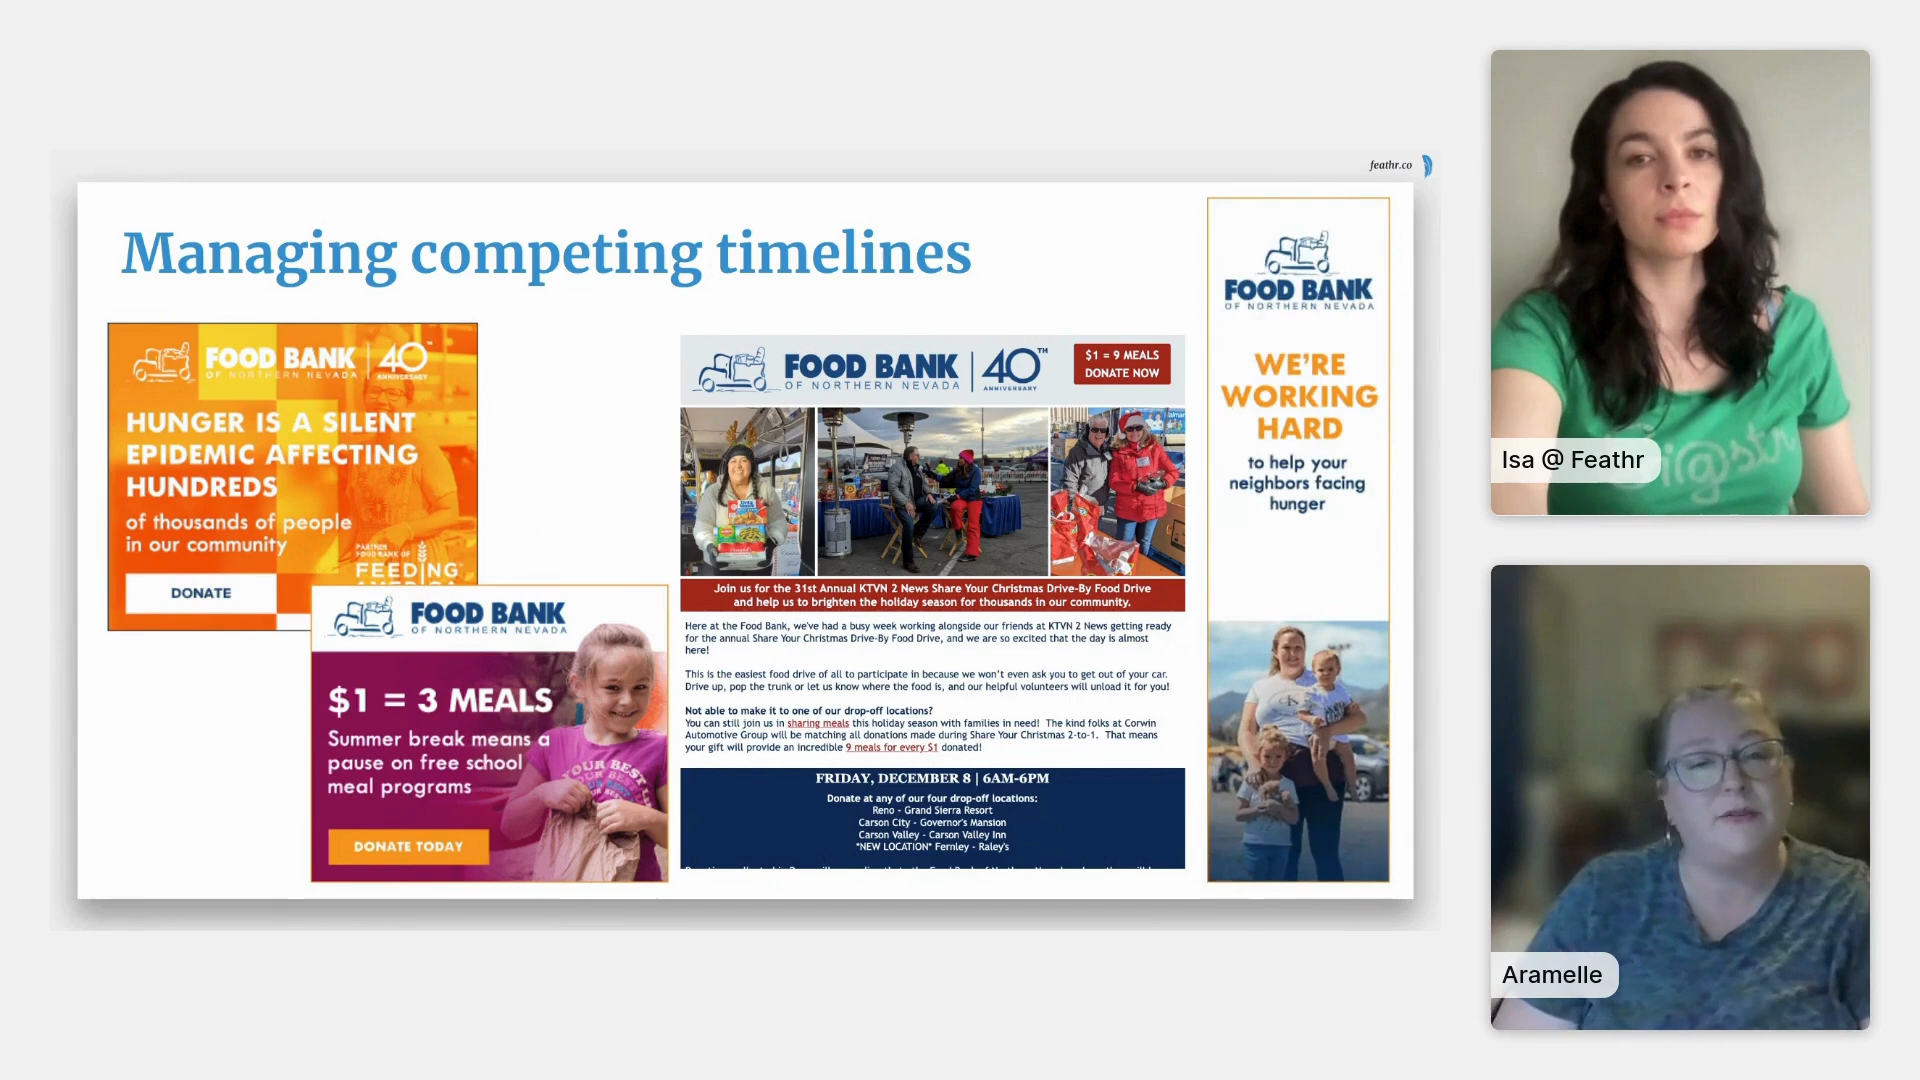 feathr.co
Managing competing timelines
FOOD BANK
OF NORTHERN NEVADA
40™
ANNIVERSARY
HUNGER IS A SILENT
EPIDEMIC AFFECTING
HUNDREDS
of thousands of people
in our community
PARTNER
FOOD BANK OF
FEEDING
AMERICA
DONATE
FOOD BANK
OF NORTHERN NEVADA
$1 = 3 MEALS
Summer break means a
pause on free school
meal programs
DONATE TODAY
YOUR BEST
FOOD BANK
OF NORTHERN NEVADA
40TH
ANNIVERSARY
$1 = 9 MEALS
DONATE NOW
Join us for the 31st Annual KTVN 2 News Share Your Christmas Drive-By Food Drive
and help us to brighten the holiday season for thousands in our community.
Here at the Food Bank, we've had a busy week working alongside our friends at KTVN 2 News getting ready
for the annual Share Your Christmas Drive-By Food Drive, and we are so excited that the day is almost
here!
This is the easiest food drive of all to participate in because we won't even ask you to get out of your car.
Drive up, pop the trunk or let us know where the food is, and our helpful volunteers will unload it for you!
Not able to make it to one of our drop-off locations?
You can still join us in sharing meals this holiday season with families in need! The kind folks at Corwin
Automotive Group will be matching all donations made during Share Your Christmas 2-to-1. That means
your gift will provide an incredible 9 meals for every $1 donated!
FRIDAY, DECEMBER 8 | 6AM-6PM
Donate at any of our four drop-off locations:
Reno - Grand Sierra Resort
Carson City - Governor's Mansion
Carson Valley - Carson Valley Inn
*NEW LOCATION* Fernley - Raley's
FOOD BANK
OF NORTHERN NEVADA
WE'RE
WORKING
HARD
to help your
neighbors facing
hunger
Isa @ Feathr
Aramelle